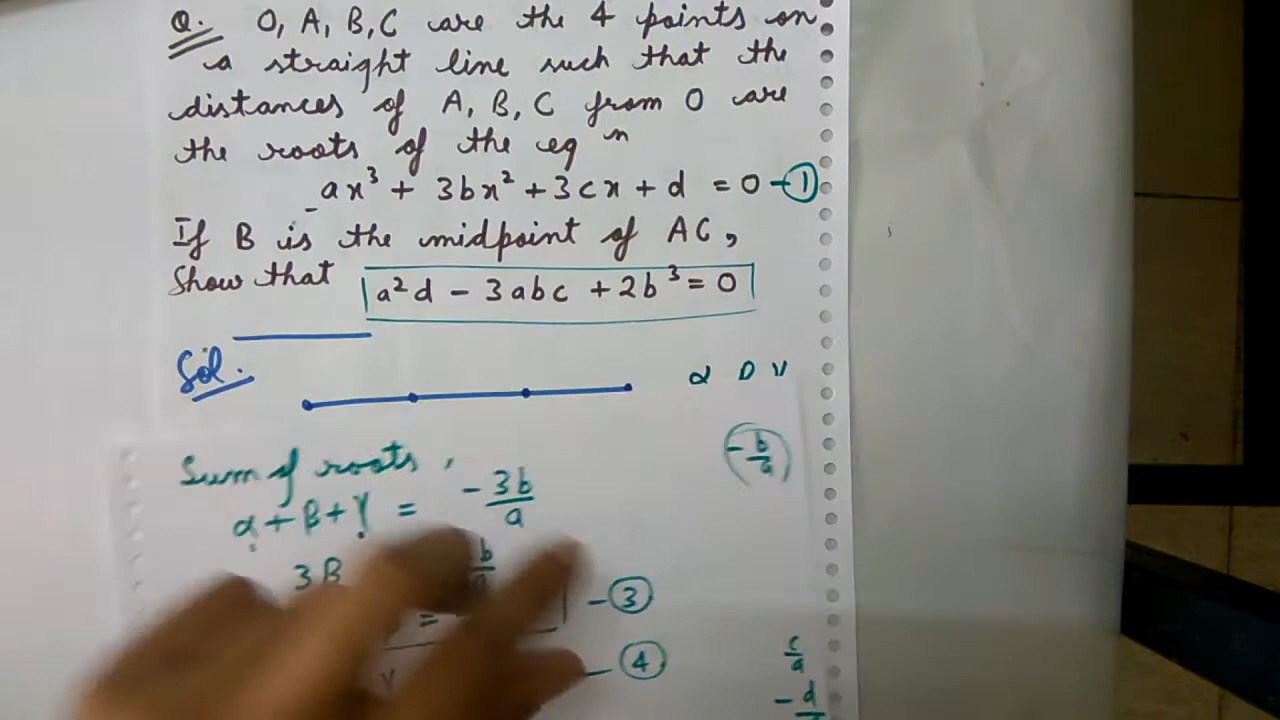 Q. O, A, B, C are the 4 points on
a straight line such that the
distances of A, B, C from O are
the roots of the eq n
ax³ + 3bx² + 3cx + d = 0 - 1
If B is the midpoint of AC,
Show that a²d - 3abc + 2b³ = 0
Sol.
Sum of roots,
- b/a
α + β + γ = - 3b/a
3β
- 3
- 4
c/a